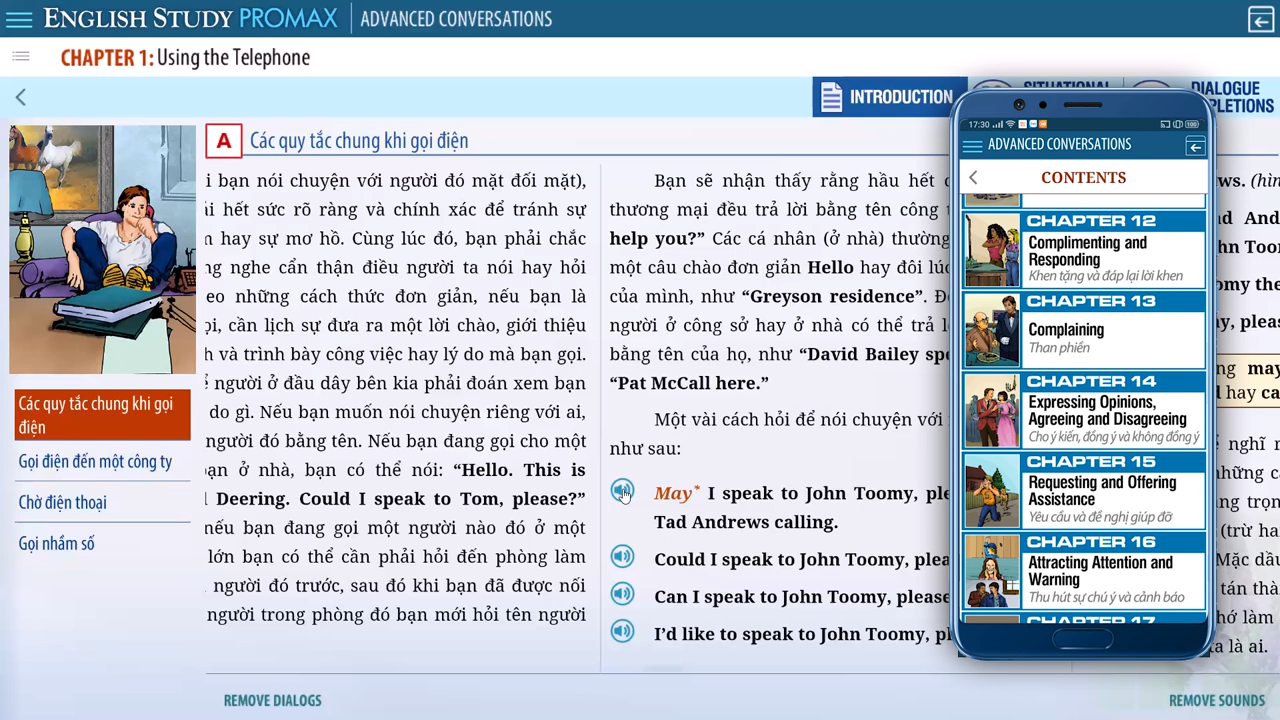 ENGLISH STUDY PROMAX
ADVANCED CONVERSATIONS
CHAPTER 1: Using the Telephone
INTRODUCTION
SITUATIONAL
DIALOGUE
A
Các quy tắc chung khi gọi điện
Các quy tắc chung khi gọi
điện
Gọi điện đến một công ty
Chờ điện thoại
Gọi nhầm số
i bạn nói chuyện với người đó mặt đối mặt),
hết sức rõ ràng và chính xác để tránh sự
n hay sự mơ hồ. Cùng lúc đó, bạn phải chắc
ng nghe cẩn thận điều người ta nói hay hỏi
eo những cách thức đơn giản, nếu bạn là
ọi, cần lịch sự đưa ra một lời chào, giới thiệu
h và trình bày công việc hay lý do mà bạn gọi.
người ở đầu dây bên kia phải đoán xem bạn
do gì. Nếu bạn muốn nói chuyện riêng với ai,
người đó bằng tên. Nếu bạn đang gọi cho một
bạn ở nhà, bạn có thể nói: “Hello. This is
l Deering. Could I speak to Tom, please?”
nếu bạn đang gọi một người nào đó ở một
lớn bạn có thể cần phải hỏi đến phòng làm
người đó trước, sau đó khi bạn đã được nối
người trong phòng đó bạn mới hỏi tên người
Bạn sẽ nhận thấy rằng hầu hết
thương mại đều trả lời bằng tên công
help you?” Các cá nhân (ở nhà) thường
một câu chào đơn giản Hello hay đôi
của mình, như “Greyson residence”.
người ở công sở hay ở nhà có thể trả
bằng tên của họ, như “David Bailey spe
“Pat McCall here.”
Một vài cách hỏi để nói chuyện với
như sau:
May* I speak to John Toomy, ple
Tad Andrews calling.
Could I speak to John Toomy, plea
Can I speak to John Toomy, please
I’d like to speak to John Toomy, pl
17:30
100
ADVANCED CONVERSATIONS
CONTENTS
CHAPTER 12
Complimenting and
Responding
Khen tặng và đáp lại lời khen
CHAPTER 13
Complaining
Than phiền
CHAPTER 14
Expressing Opinions,
Agreeing and Disagreeing
Cho ý kiến, đồng ý và không đồng ý
CHAPTER 15
Requesting and Offering
Assistance
Yêu cầu và đề nghị giúp đỡ
CHAPTER 16
Attracting Attention and
Warning
Thu hút sự chú ý và cảnh báo
CHAPTER 17
REMOVE DIALOGS
REMOVE SOUNDS